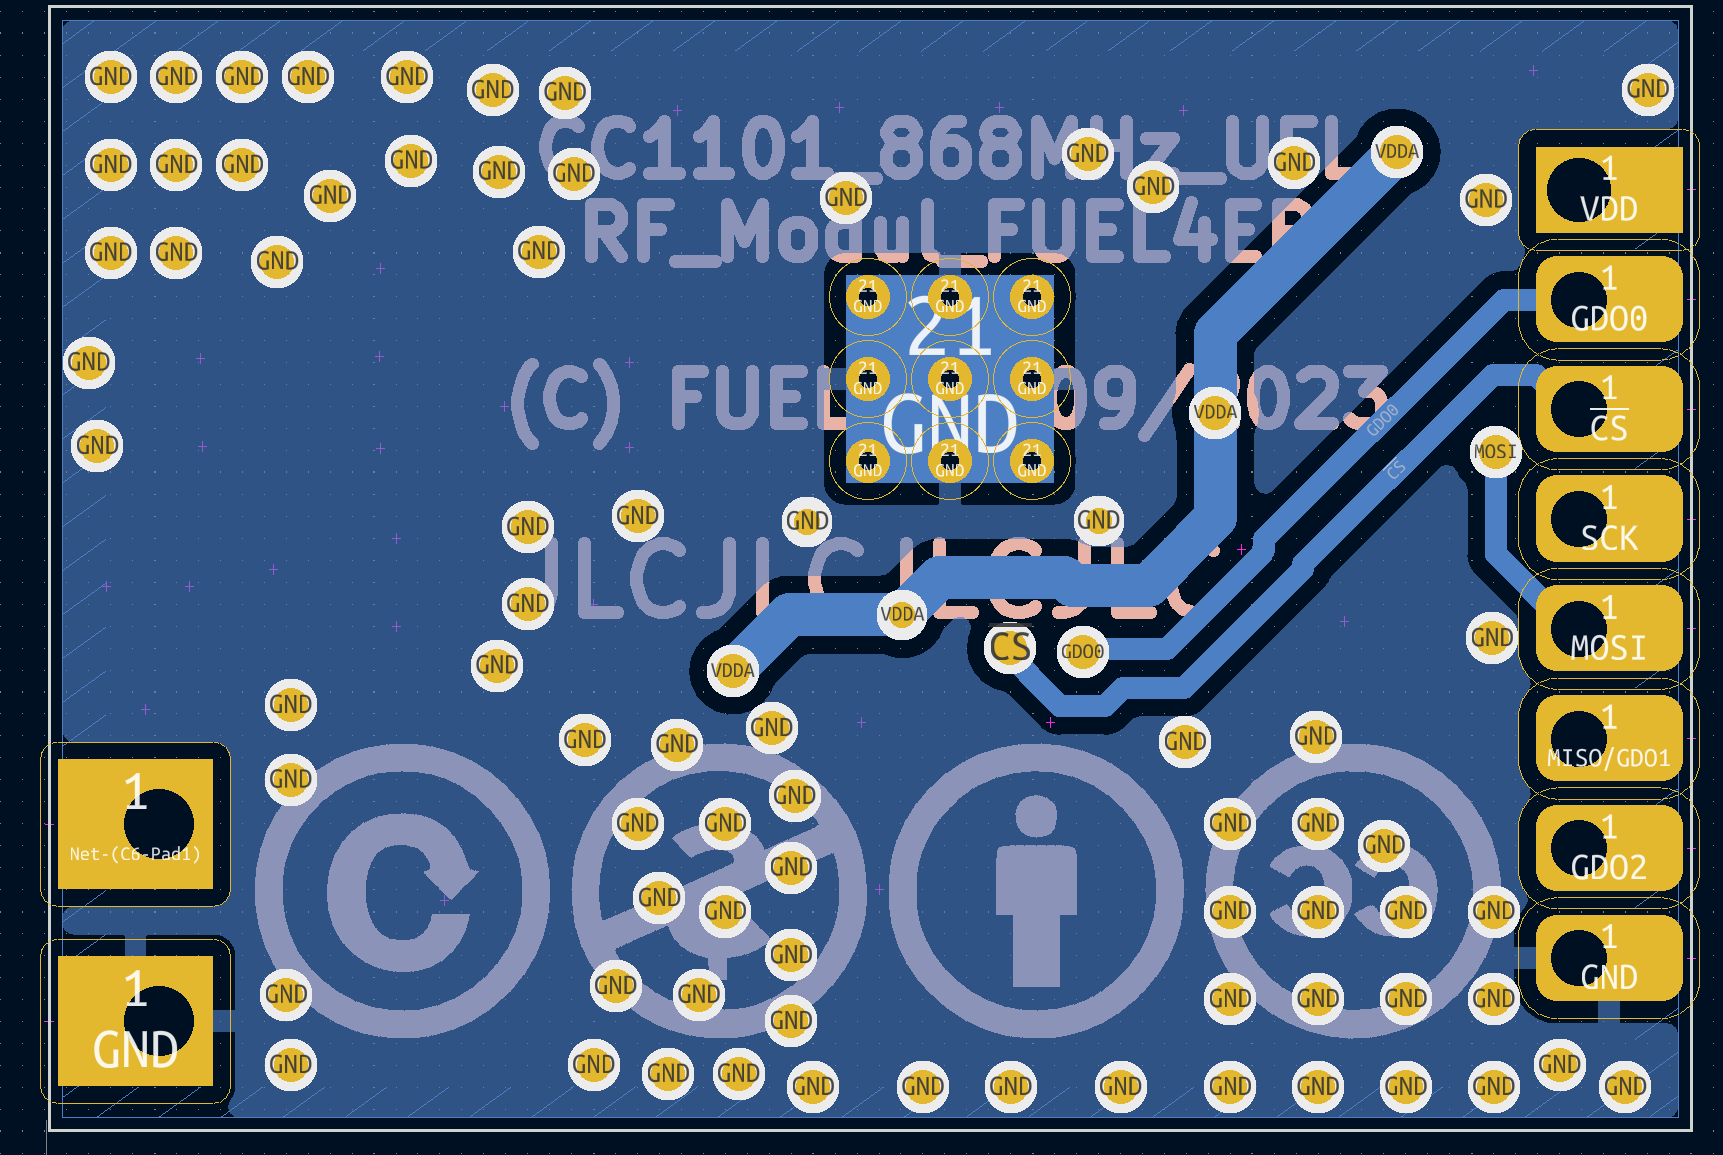 GND GND GND GND GND GND GND GND
CC1101_868MHz_UFL
GND GND VDDA
GND GND GND GND GND GND GND
1
VDD
GND GND GND GND
RF_Modul_FUEL4EP
GND GND GND GND
21 GND 21 GND 21 GND
21
GND
1
GDO0
GND
21 GND 21 GND 21 GND
(C) FUEL 09/2023
VDDA
GDO0
1
CS
GND
MOSI
21 GND 21 GND 21 GND
CS
GND GND GND GND
1
SCK
JLCJLCJLCJLC
GND
VDDA
CS
GDO0
GND
1
MOSI
GND
VDDA
GND
GND GND GND GND GND
1
MISO/GDO1
GND
1
Net-(C6-Pad1)
GND
GND GND GND GND
GND
GND
1
GDO2
GND GND
GND GND GND GND
GND
1
GND
1
GND
GND
GND GND
GND
GND GND GND GND
GND
GND GND GND
GND GND GND GND GND GND GND GND GND
GND